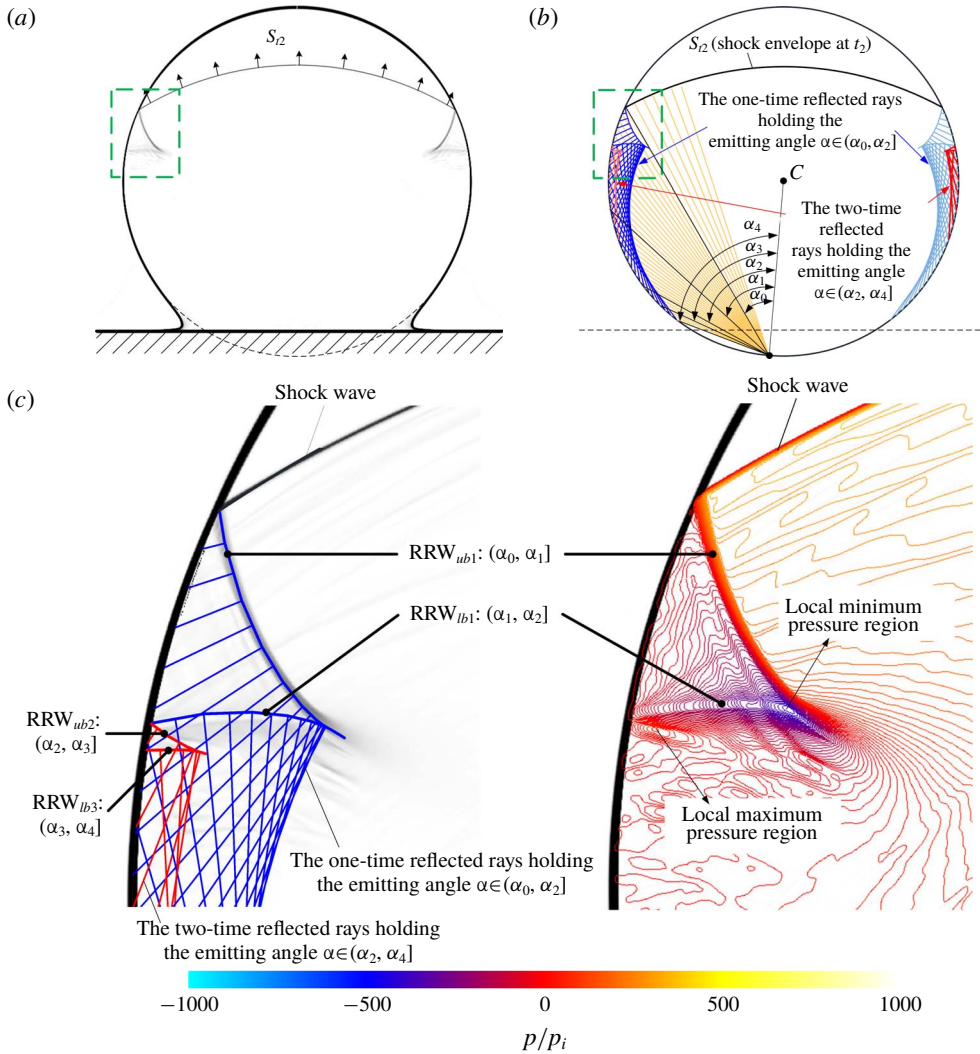 (a)
S_{t2}
(b)
S_{t2} (shock envelope at t_2)
The one-time reflected rays
holding the
emitting angle α∈(α_0, α_2]
C
The two-time
reflected
rays holding the
emitting angle
α∈(α_2, α_4]
α_4
α_3
α_2
α_1
α_0
(c)
Shock wave
Shock wave
RRW_{ub1}: (α_0, α_1]
RRW_{lb1}: (α_1, α_2]
Local minimum
pressure region
RRW_{ub2}:
(α_2, α_3]
RRW_{lb3}:
(α_3, α_4]
Local maximum
pressure region
The one-time reflected rays holding
the emitting angle α∈(α_0, α_2]
The two-time reflected rays holding
the emitting angle α∈(α_2, α_4]
−1000 −500 0 500 1000
p/p_i